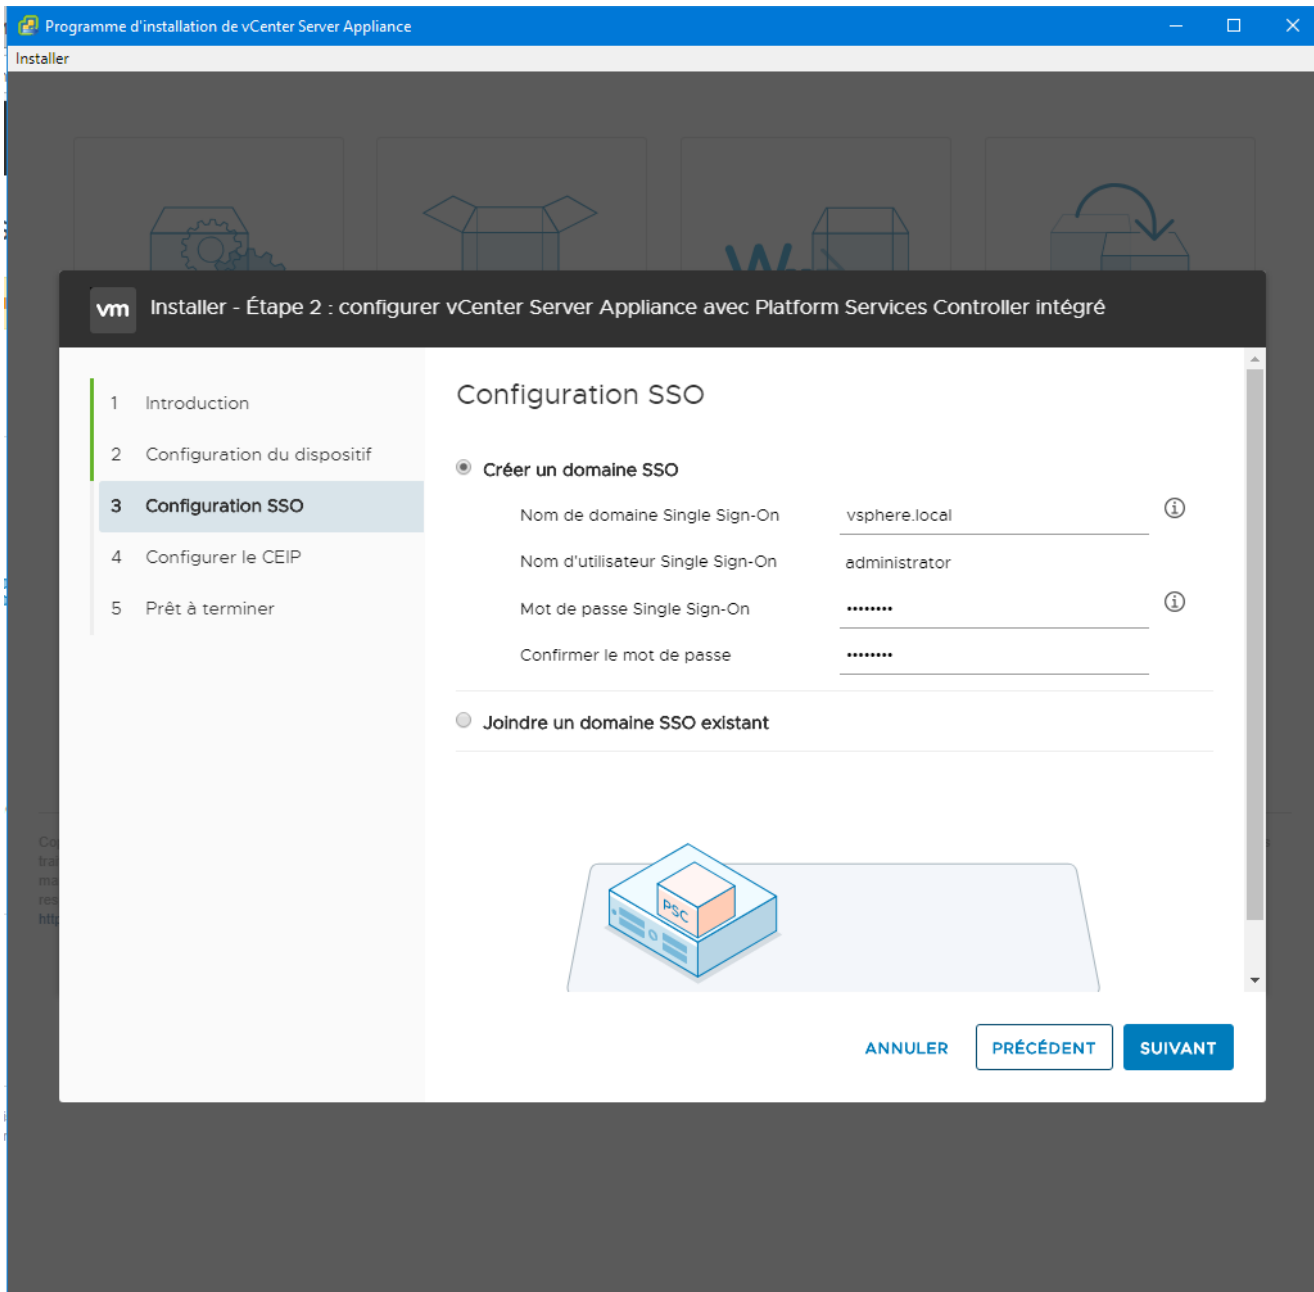 Programme d'installation de vCenter Server Appliance
Installer
vm Installer - Étape 2 : configurer vCenter Server Appliance avec Platform Services Controller intégré
1 Introduction
2 Configuration du dispositif
3 Configuration SSO
4 Configurer le CEIP
5 Prêt à terminer
Configuration SSO
Créer un domaine SSO
Nom de domaine Single Sign-On vsphere.local
Nom d'utilisateur Single Sign-On administrator
Mot de passe Single Sign-On ••••••••
Confirmer le mot de passe ••••••••
Joindre un domaine SSO existant
PSC
ANNULER PRÉCÉDENT SUIVANT